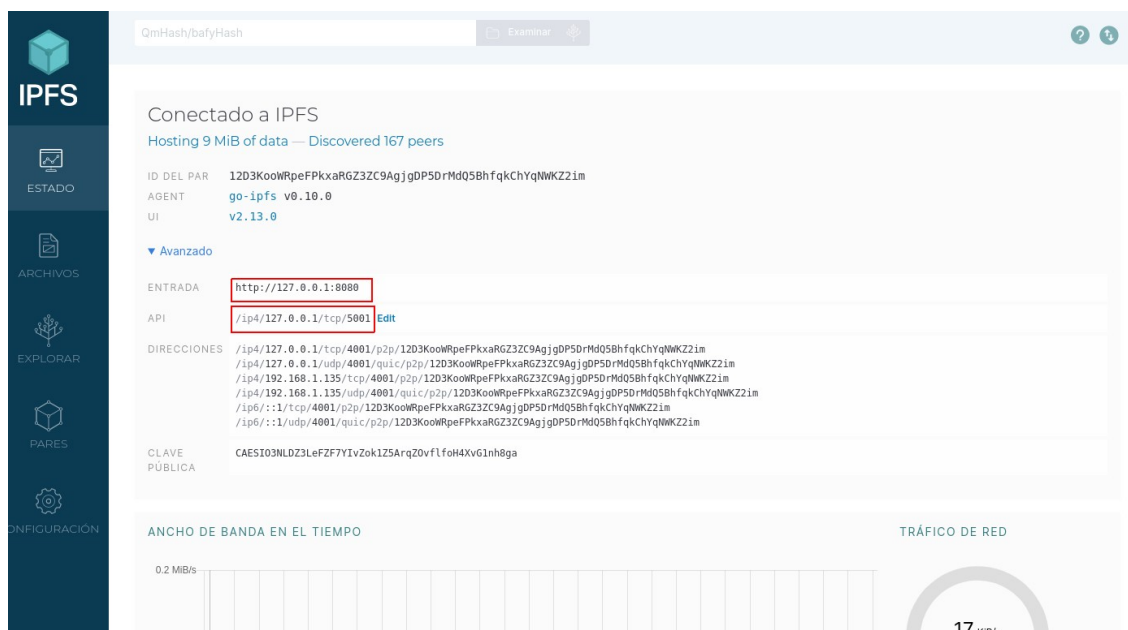 QmHash/bafyHash
Examinar
IPFS
ESTADO
ARCHIVOS
EXPLORAR
PARES
ONFIGURACIÓN
Conectado a IPFS
Hosting 9 MiB of data — Discovered 167 peers
ID DEL PAR 12D3KooWRpeFPkxaRGZ3ZC9AgjgDP5DrMdQ5BhfqkChYqNWKZ2im
AGENT go-ipfs v0.10.0
UI v2.13.0
▼ Avanzado
ENTRADA http://127.0.0.1:8080
API /ip4/127.0.0.1/tcp/5001 Edit
DIRECCIONES /ip4/127.0.0.1/tcp/4001/p2p/12D3KooWRpeFPkxaRGZ3ZC9AgjgDP5DrMdQ5BhfqkChYqNWKZ2im
/ip4/127.0.0.1/udp/4001/quic/p2p/12D3KooWRpeFPkxaRGZ3ZC9AgjgDP5DrMdQ5BhfqkChYqNWKZ2im
/ip4/192.168.1.135/tcp/4001/p2p/12D3KooWRpeFPkxaRGZ3ZC9AgjgDP5DrMdQ5BhfqkChYqNWKZ2im
/ip4/192.168.1.135/udp/4001/quic/p2p/12D3KooWRpeFPkxaRGZ3ZC9AgjgDP5DrMdQ5BhfqkChYqNWKZ2im
/ip6/::1/tcp/4001/p2p/12D3KooWRpeFPkxaRGZ3ZC9AgjgDP5DrMdQ5BhfqkChYqNWKZ2im
/ip6/::1/udp/4001/quic/p2p/12D3KooWRpeFPkxaRGZ3ZC9AgjgDP5DrMdQ5BhfqkChYqNWKZ2im
CLAVE PÚBLICA CAESIO3NLDZ3LeFZF7YIvZok1Z5ArqZOvflfoH4XvG1nh8ga
ANCHO DE BANDA EN EL TIEMPO
0.2 MiB/s
TRÁFICO DE RED
17